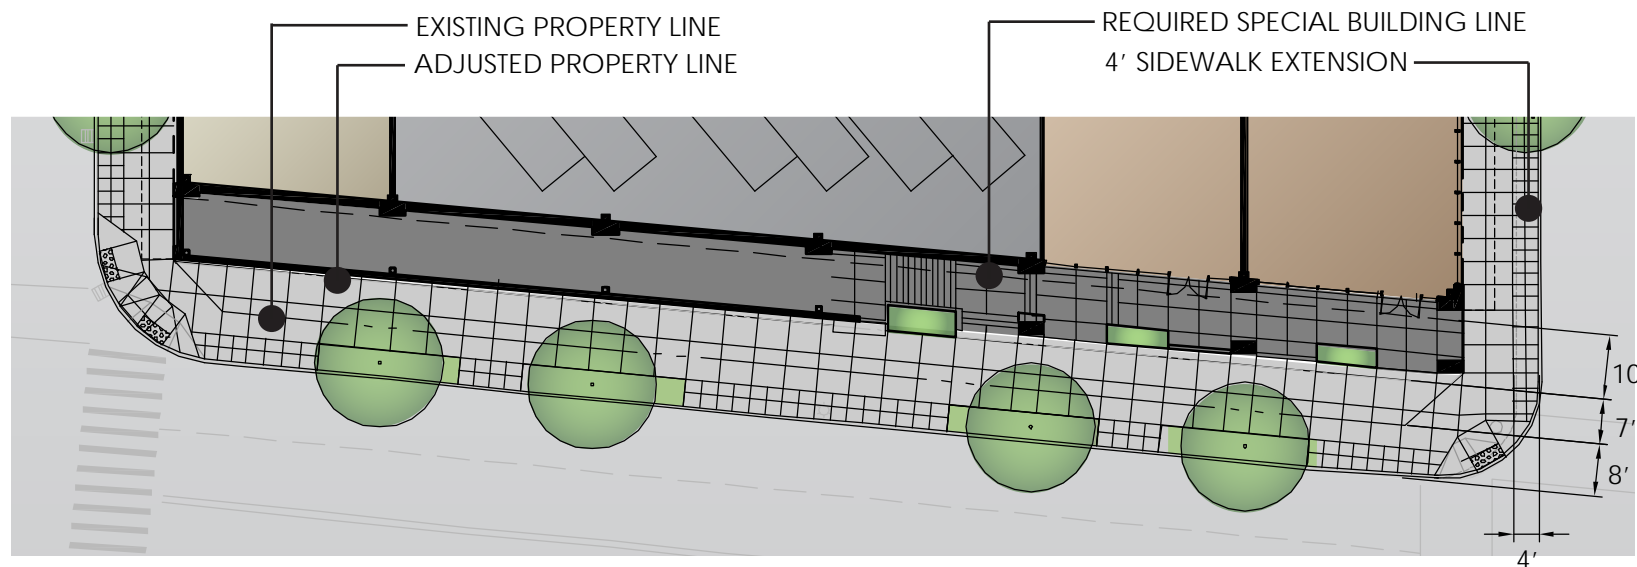 EXISTING PROPERTY LINE
ADJUSTED PROPERTY LINE
REQUIRED SPECIAL BUILDING LINE
4' SIDEWALK EXTENSION
10
7'
8'
4'